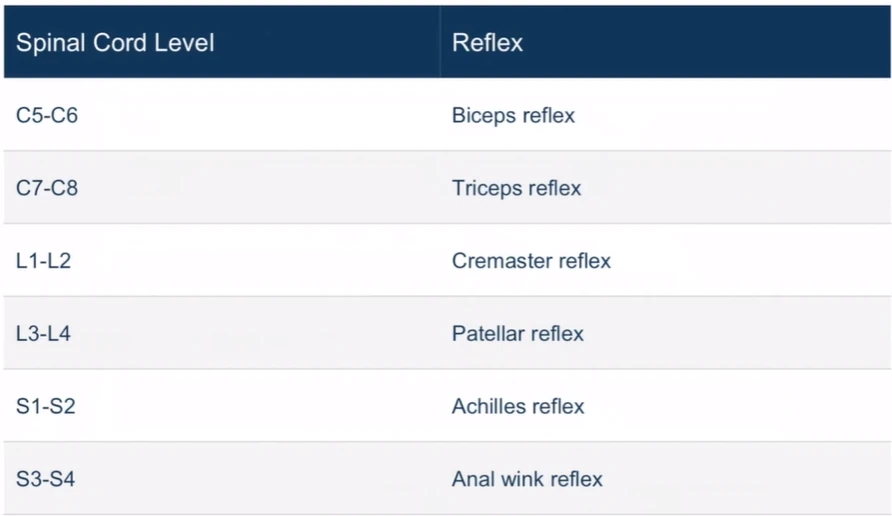 Spinal Cord Level Reflex
C5-C6 Biceps reflex
C7-C8 Triceps reflex
L1-L2 Cremaster reflex
L3-L4 Patellar reflex
S1-S2 Achilles reflex
S3-S4 Anal wink reflex